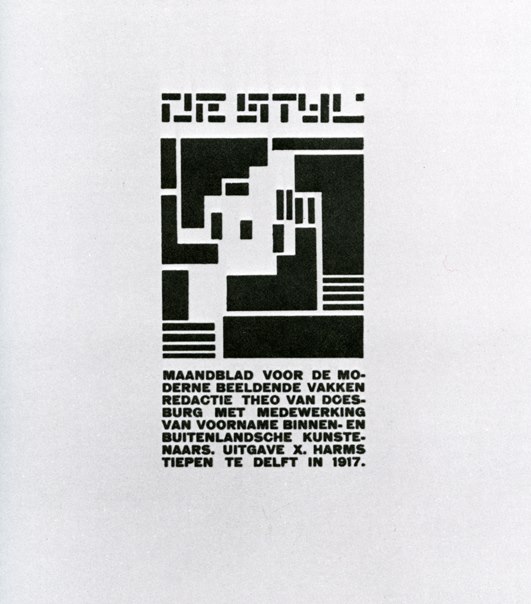 DE STYL
MAANDBLAD VOOR DE MO-
DERNE BEELDENDE VAKKEN
REDACTIE THEO VAN DOES-
BURG MET MEDEWERKING
VAN VOORNAME BINNEN- EN
BUITENLANDSCHE KUNSTE-
NAARS. UITGAVE X. HARMS
TIEPEN TE DELFT IN 1917.